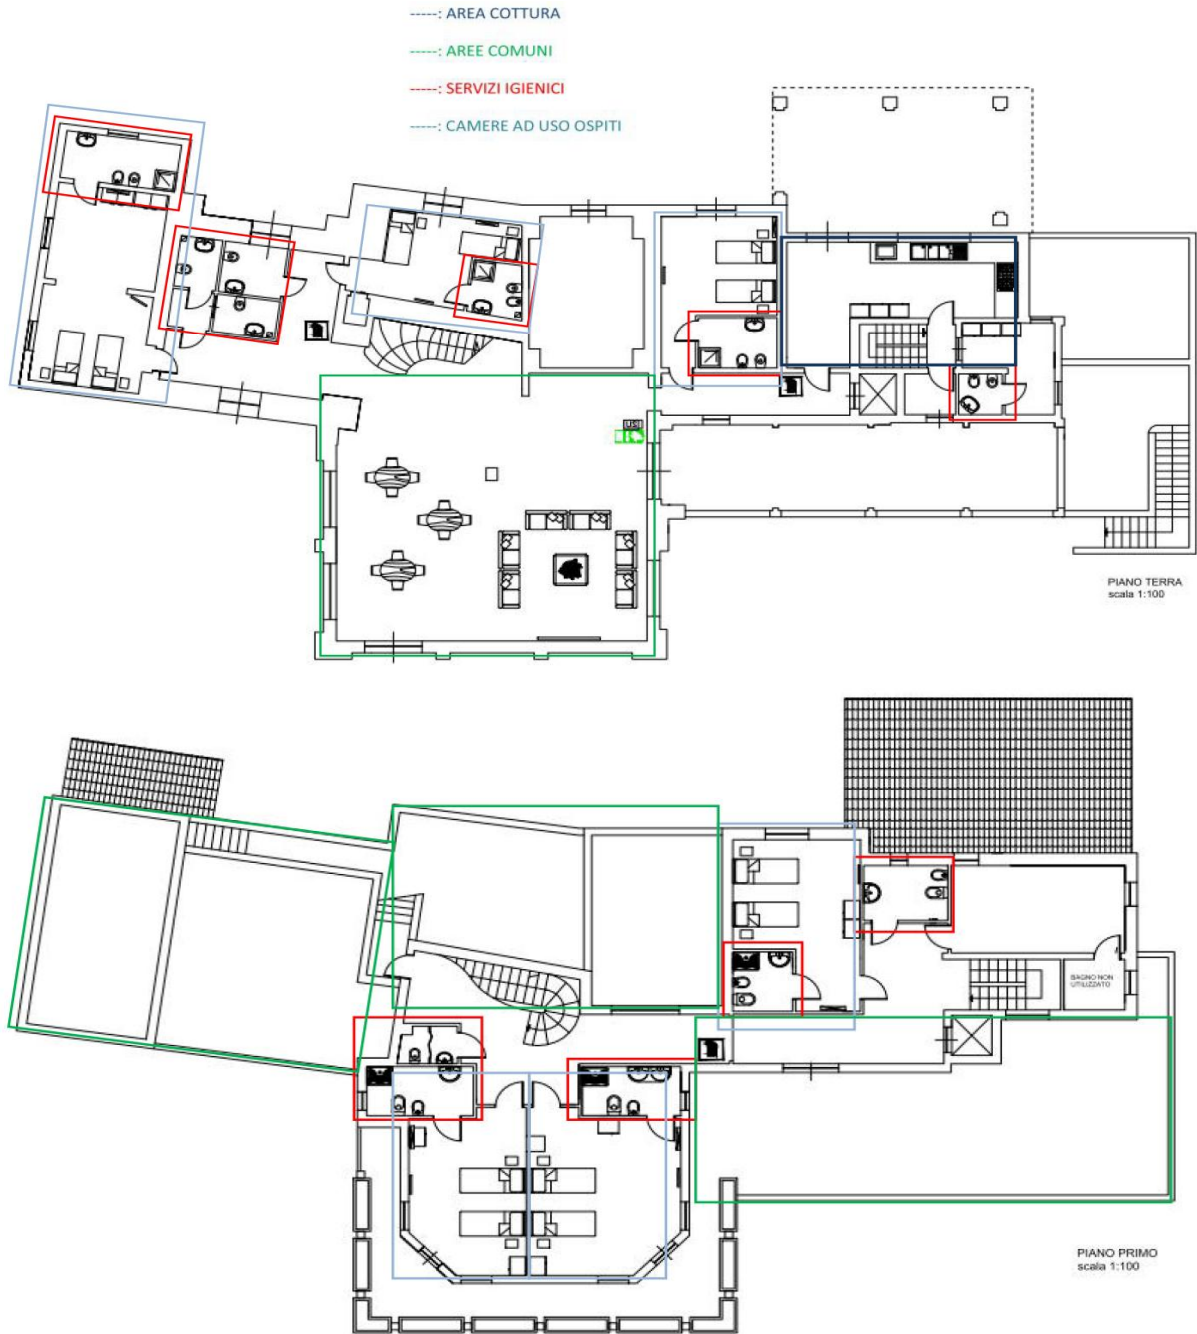 -----: AREA COTTURA
-----: AREE COMUNI
-----: SERVIZI IGIENICI
-----: CAMERE AD USO OSPITI
PIANO TERRA
scala 1:100
BAGNO NON
UTILIZZATO
PIANO PRIMO
scala 1:100